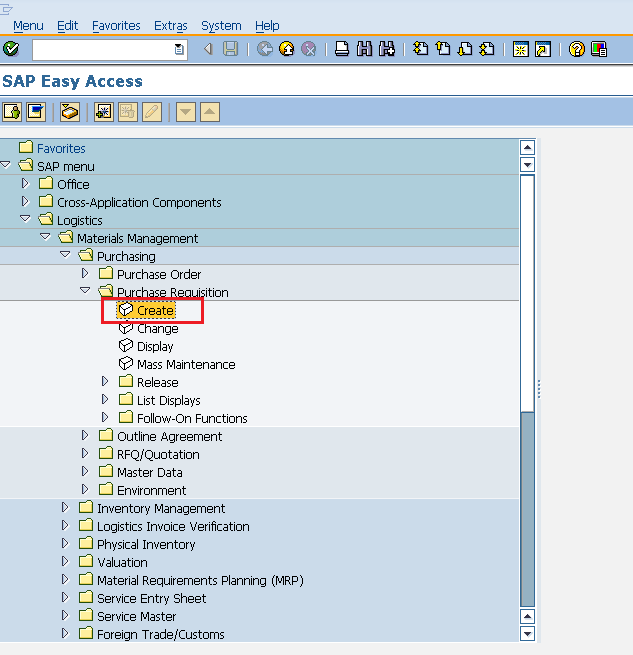 Menu Edit Favorites Extras System Help
SAP Easy Access
Favorites
SAP menu
Office
Cross-Application Components
Logistics
Materials Management
Purchasing
Purchase Order
Purchase Requisition
Create
Change
Display
Mass Maintenance
Release
List Displays
Follow-On Functions
Outline Agreement
RFQ/Quotation
Master Data
Environment
Inventory Management
Logistics Invoice Verification
Physical Inventory
Valuation
Material Requirements Planning (MRP)
Service Entry Sheet
Service Master
Foreign Trade/Customs